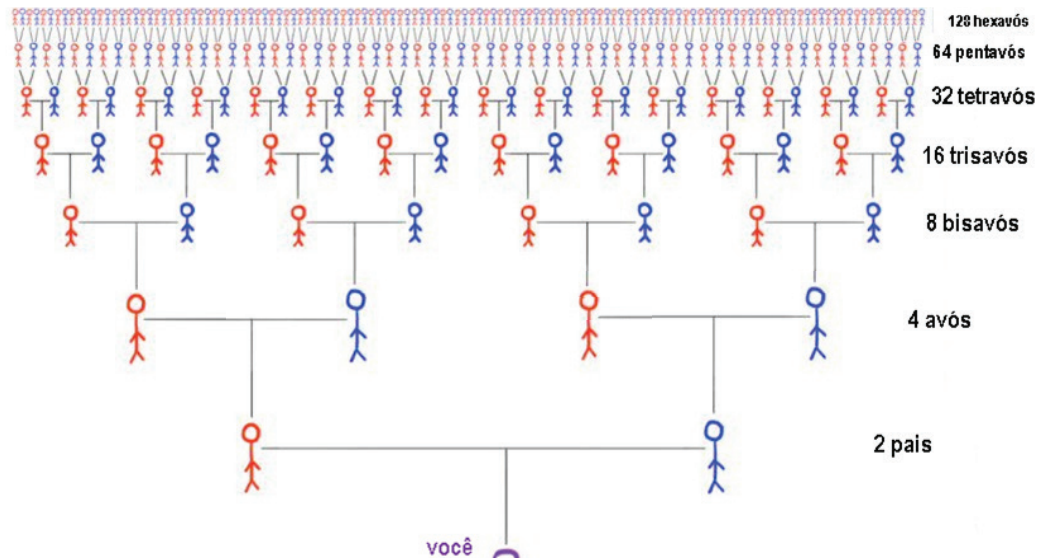 128 hexavós
64 pentavós
32 tetravós
16 trisavós
8 bisavós
4 avós
2 pais
você